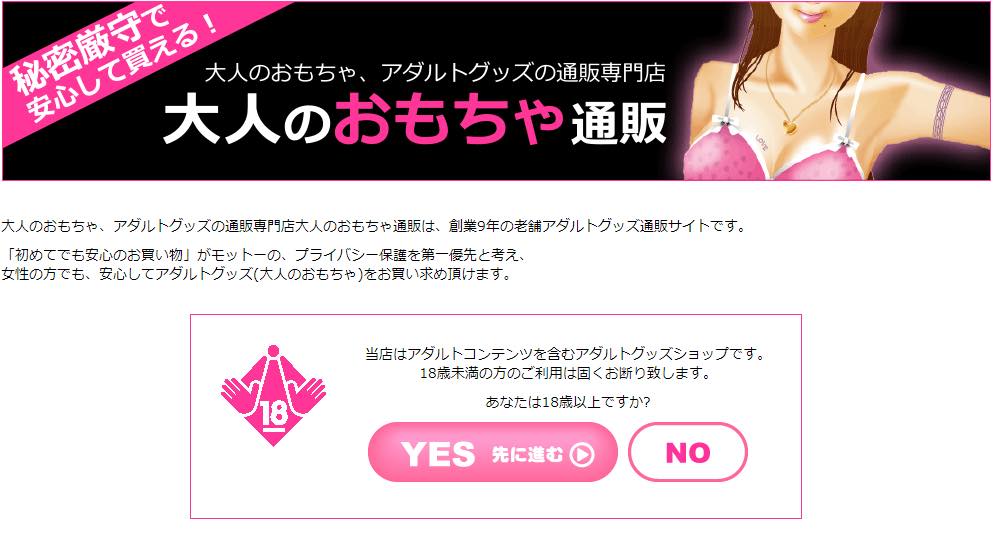 秘密厳守で
安心して買える！
大人のおもちゃ、アダルトグッズの通販専門店
大人のおもちゃ通販
LOVE
大人のおもちゃ、アダルトグッズの通販専門店大人のおもちゃ通販は、創業9年の老舗アダルトグッズ通販サイトです。
「初めてでも安心のお買い物」がモットーの、プライバシー保護を第一優先と考え、
女性の方でも、安心してアダルトグッズ(大人のおもちゃ)をお買い求め頂けます。
当店はアダルトコンテンツを含むアダルトグッズショップです。
18歳未満の方のご利用は固くお断り致します。
18
あなたは18歳以上ですか?
YES 先に進む
NO